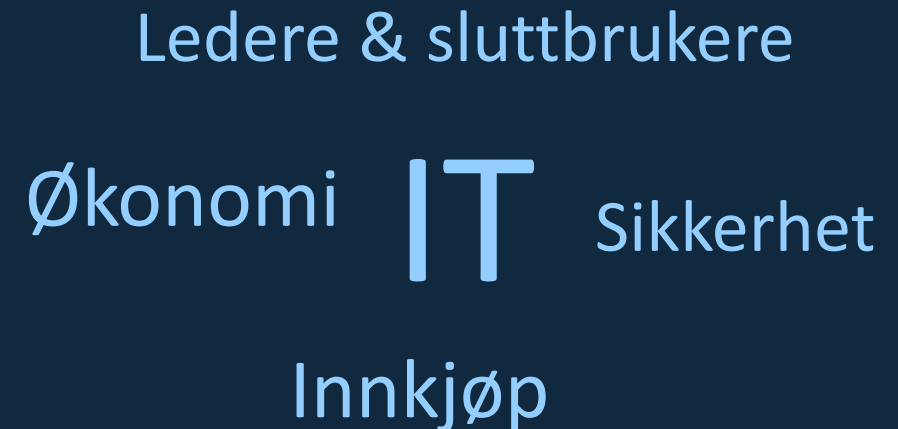 Ledere & sluttbrukere
Økonomi
IT
Sikkerhet
Innkjøp